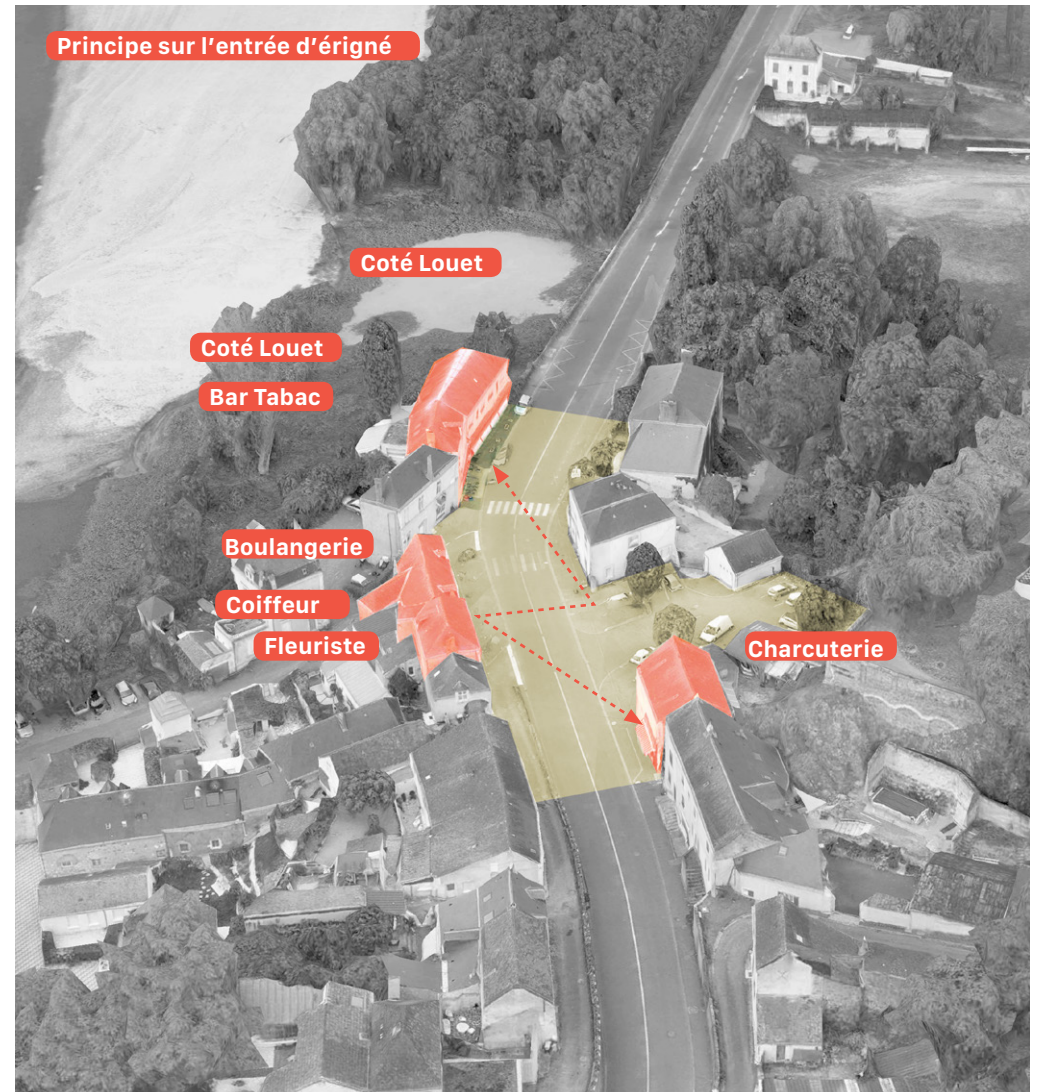 Principe sur l'entrée d'érigné
Coté Louet
Coté Louet
Bar Tabac
Boulangerie
Coiffeur
Fleuriste
Charcuterie